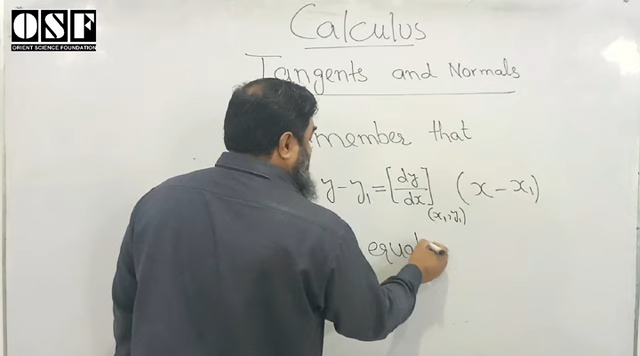 OSF
ORIENT SCIENCE FOUNDATION
Calculus
Tangents and Normals
member that
y-y₁=[dy/dx](x₁,y₁) (x-x₁)
equa